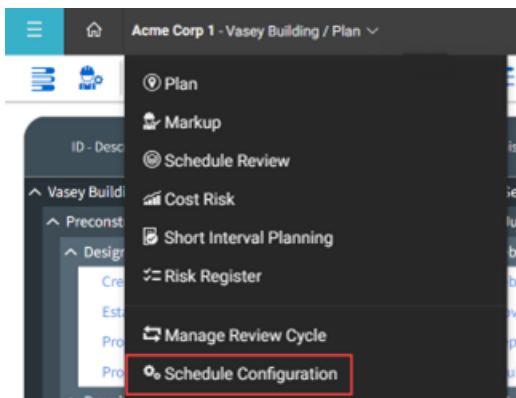 Acme Corp 1 - Vasey Building / Plan
Plan
Markup
ID - Desc
Schedule Review
Vasey Buildi
Cost Risk
Preconst
Short Interval Planning
Design
Risk Register
Cre
Esta
Pro
Manage Review Cycle
Pro
Schedule Configuration